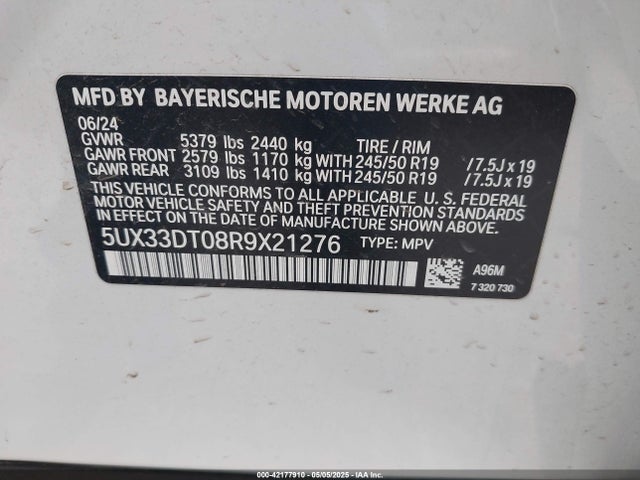 MFD BY BAYERISCHE MOTOREN WERKE AG
06/24
GVWR 5379 lbs 2440 kg TIRE / RIM
GAWR FRONT 2579 lbs 1170 kg WITH 245/50 R19 / 7.5J x 19
GAWR REAR 3109 lbs 1410 kg WITH 245/50 R19 / 7.5J x 19
THIS VEHICLE CONFORMS TO ALL APPLICABLE U. S. FEDERAL
MOTOR VEHICLE SAFETY AND THEFT PREVENTION STANDARDS
IN EFFECT ON THE DATE OF MANUFACTURE SHOWN ABOVE.
5UX33DT08R9X21276 TYPE: MPV
A96M
7 320 730
000-42177910 - 05/05/2025 - IAA Inc.